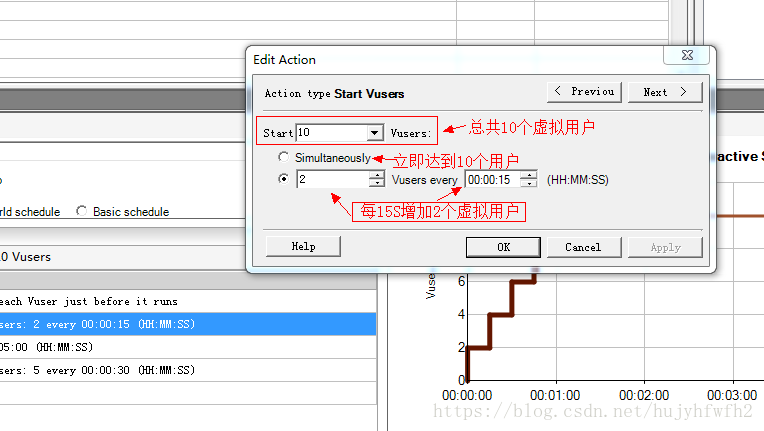 Edit Action
Action type Start Vusers
< Previou
Next >
Start 10 Vusers:
总共10个虚拟用户
Simultaneously
立即达到10个用户
2 Vusers every 00:00:15 (HH:MM:SS)
每15S增加2个虚拟用户
Help
OK
Cancel
Apply
active S
rld schedule
Basic schedule
0 Vusers
each Vuser just before it runs
sers: 2 every 00:00:15 (HH:MM:SS)
05:00 (HH:MM:SS)
sers: 5 every 00:00:30 (HH:MM:SS)
Vuse
6
4
2
0
00:00:00
00:01:00
00:02:00
00:03:00
https://blog.csdn.net/hujyhfwfh2